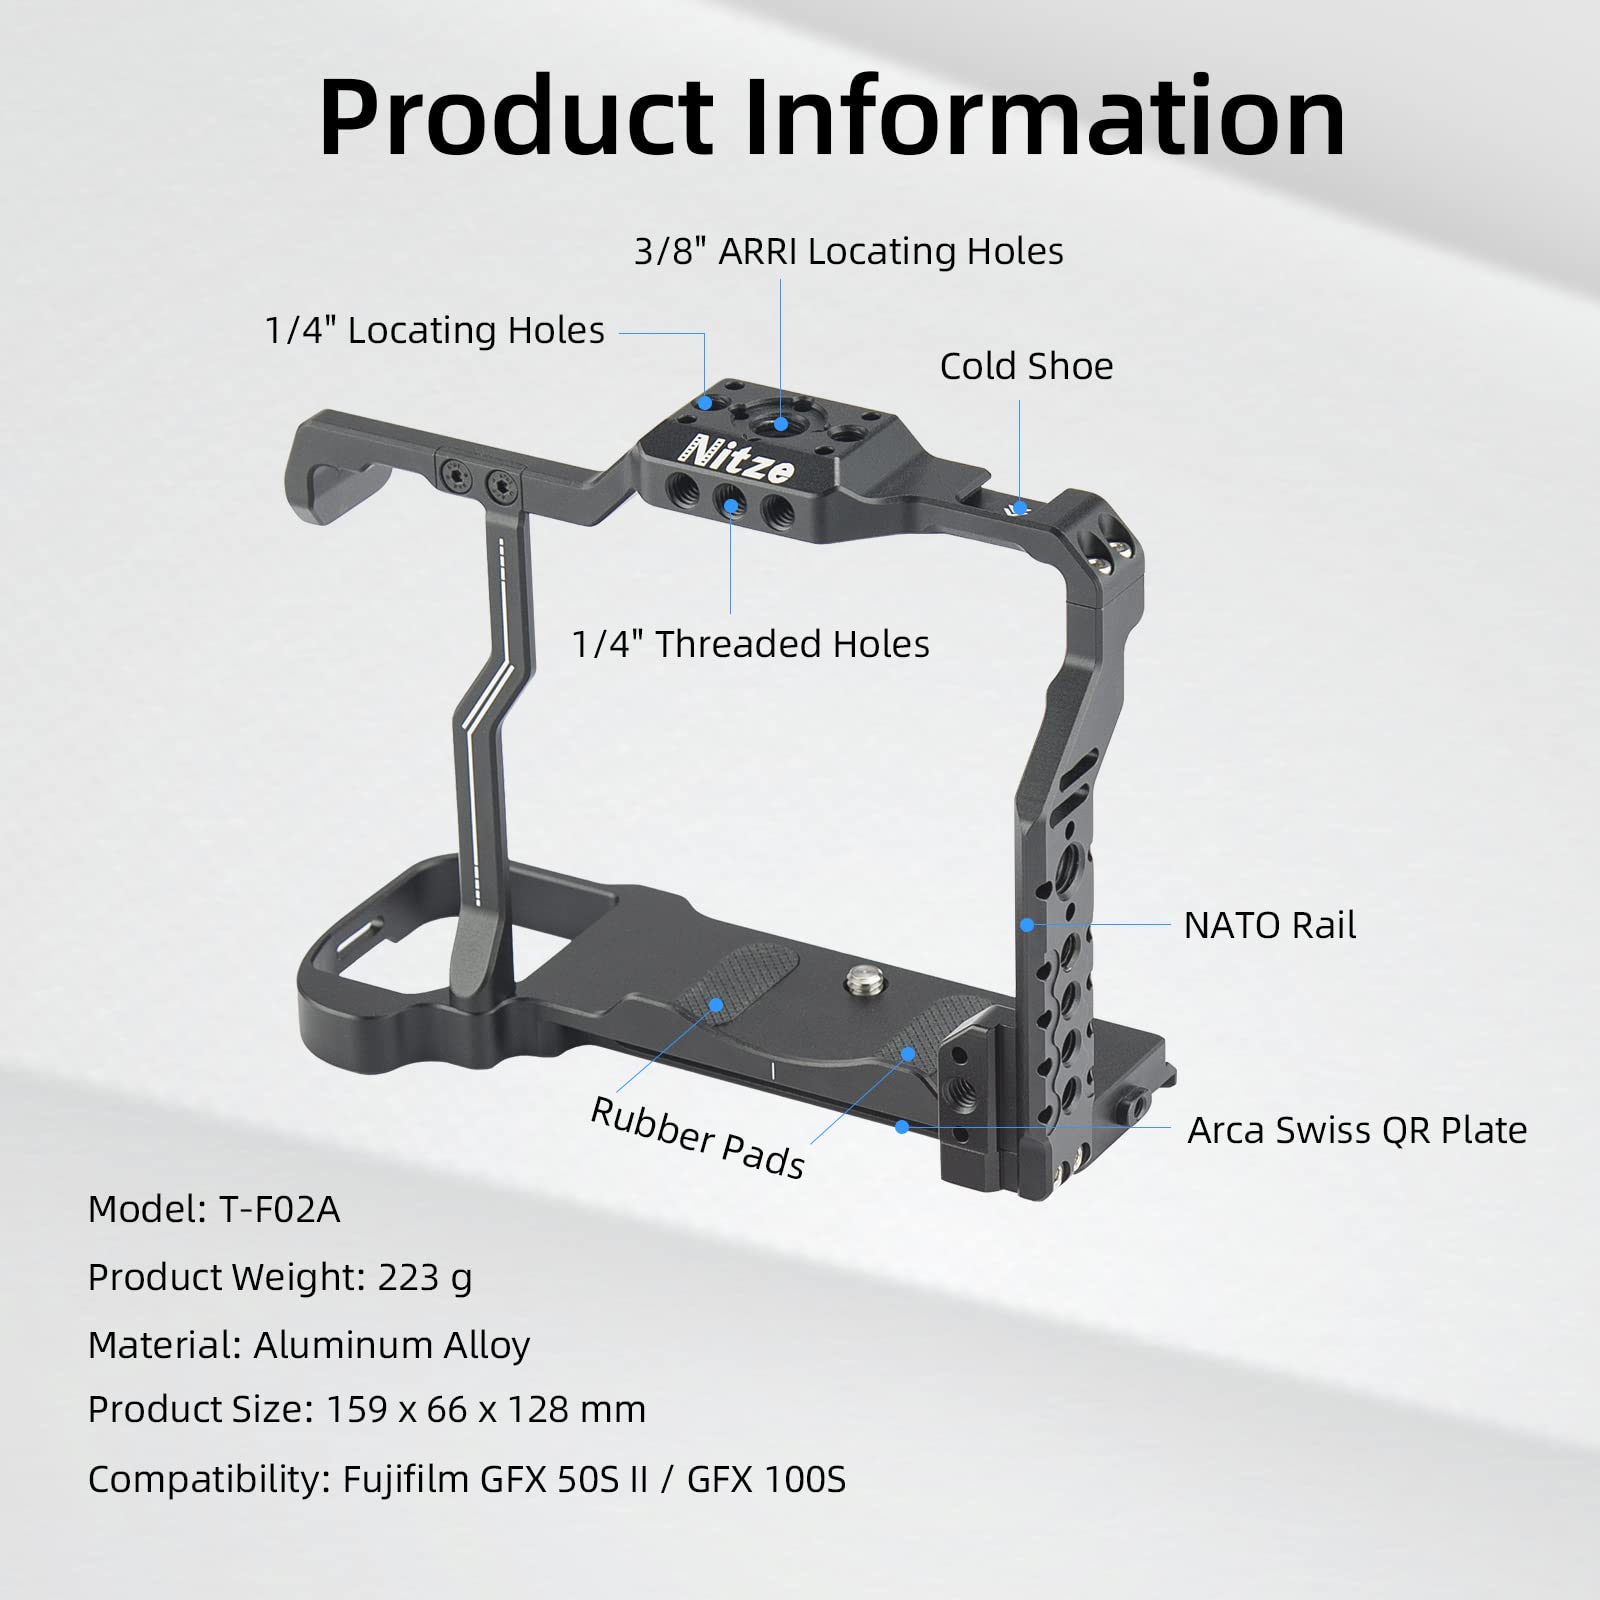 Product Information
3/8" ARRI Locating Holes
1/4" Locating Holes
Cold Shoe
Nitze
1/4" Threaded Holes
NATO Rail
Rubber Pads
Arca Swiss QR Plate
Model: T-F02A
Product Weight: 223 g
Material: Aluminum Alloy
Product Size: 159 x 66 x 128 mm
Compatibility: Fujifilm GFX 50S II / GFX 100S